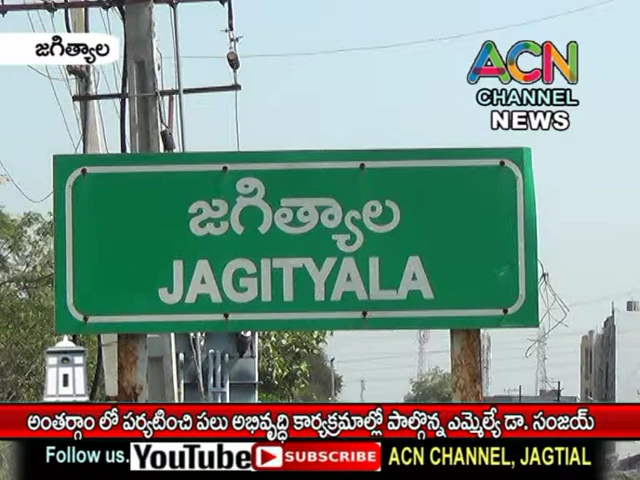 జగిత్యాల
ACN
CHANNEL
NEWS
జగిత్యాల
JAGITYALA
అంతర్గాం లో పర్యటించి పలు అభివృద్ధి కార్యక్రమాల్లో పాల్గొన్న ఎమ్మెల్యే డా. సంజయ్
Follow us. YouTube SUBSCRIBE ACN CHANNEL, JAGTIAL